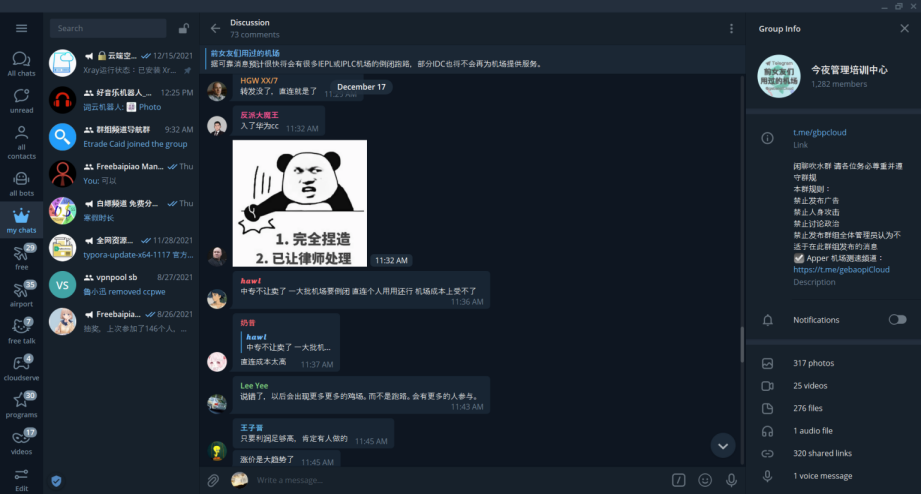 Search
All chats
unread
all
contacts
all bots
my chats
29
free
35
airport
7
free talk
4
cloudserve
30
programs
17
videos
Edit
云端空... 12/15/2021
Xray运行状态：已安装 Xr...
好音乐机器人_... 12:25 PM
词云机器人: Photo
群组频道导航群 9:32 AM
Etrade Caid joined the group
Freebaipiao Man... Thu
You: 可以
白嫖频道 免费分... Thu
寒假时长
全网资源... 11/28/2021
typora-update-x64-1117 官方...
VS
vpnpool sb 8/27/2021
鲁小迅 removed ccpwe
Freebaipia... 8/26/2021
抽奖，上次参加了146个人，...
Discussion
73 comments
前女友们用过的机场
据可靠消息预计很快将会有很多IEPL或IPLC机场的倒闭跑路，部分IDC也将不会再为机场提供服务。
December 17
HGW XX/7
转发没了，直连就是了
反派大魔王
入了华为cc 11:32 AM
1. 完全捏造
2. 已让律师处理
11:32 AM
hawl
中专不让卖了 一大批机场要倒闭 直连个人用用还行 机场成本上受不了
11:36 AM
奶音
hawl
中专不让卖了 一大批机...
直连成本太高 11:37 AM
Lee Yee
说错了，以后会出现更多更多的鸡场。而不是跑路。会有更多的人参与。
11:43 AM
王子晋
只要利润足够高，肯定有人做的 11:45 AM
涨价是大趋势了 11:45 AM
Write a message...
Group Info
Telegram
前女友们
用过的机场
今夜管理培训中心
1,282 members
t.me/gbpcloud
Link
闲聊吹水群 请各位务必尊重并遵
守群规
本群规则：
禁止发布广告
禁止人身攻击
禁止讨论政治
禁止发布群组全体管理员认为不
适于在此群组发布的消息
Apper 机场测速频道：
https://t.me/gebaopiCloud
Description
Notifications
317 photos
25 videos
276 files
1 audio file
320 shared links
1 voice message